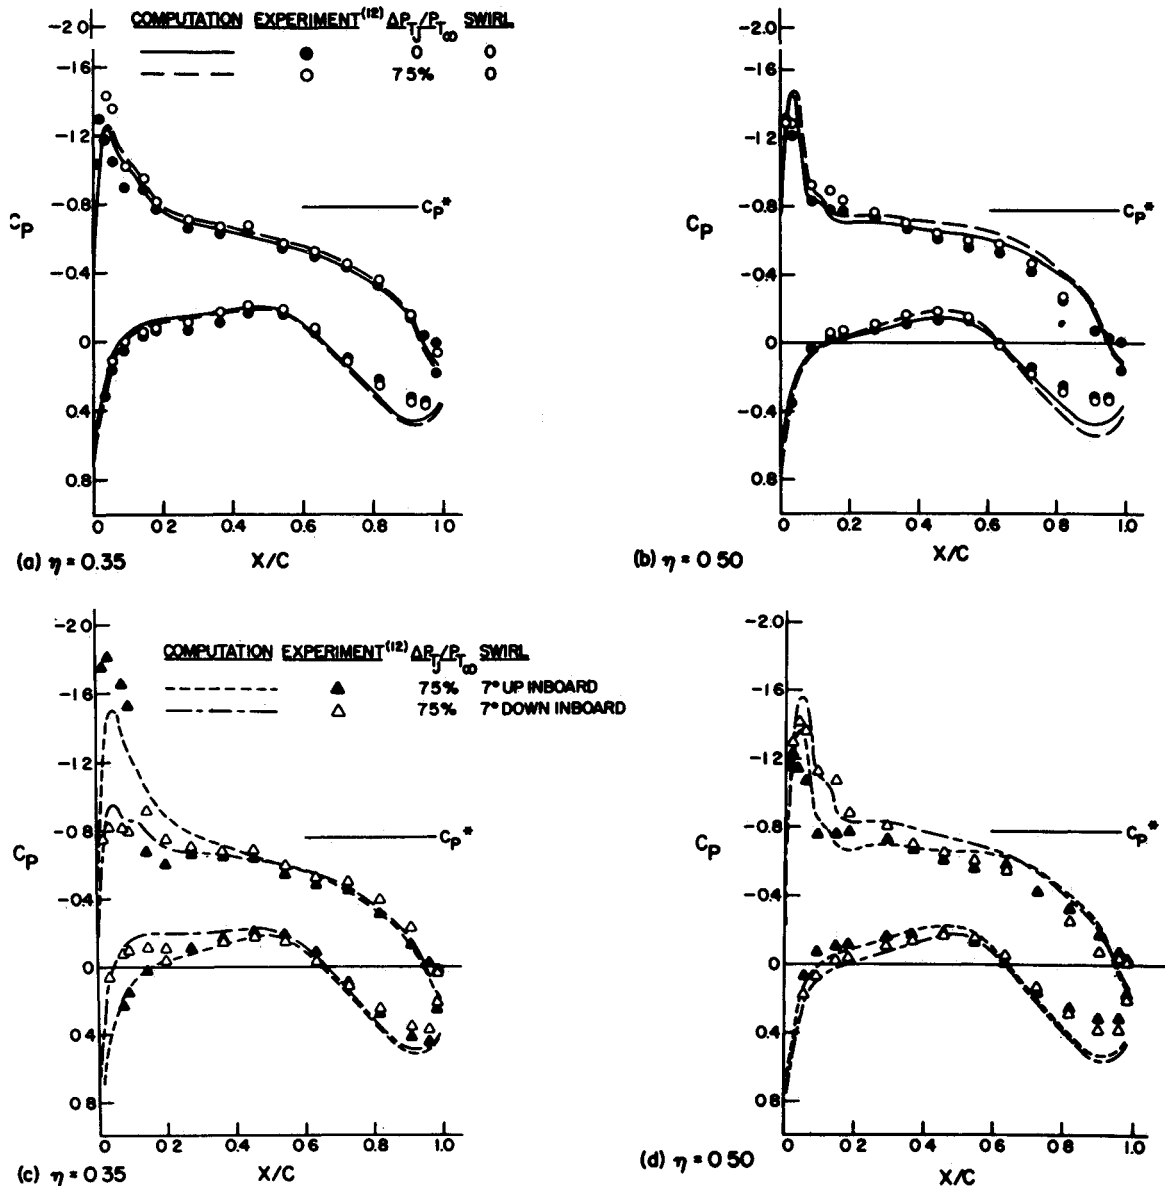 COMPUTATION EXPERIMENT(12) ΔPTJ/PT∞ SWIRL
0 0
75% 0
-2 0
-1 6
-1 2
-0.8
-0.4
0
0.4
0.8
CP
CP*
0 0 2 0.4 0 6 0 8 1 0
(a) η = 0.35 X/C
-2.0
-1 6
-1 2
-0.8
-0 4
0
0.4
0.8
CP
CP*
0 0 2 0.4 0 6 0.8 1.0
(b) η = 0 50 X/C
COMPUTATION EXPERIMENT(12) ΔPTJ/PT∞ SWIRL
75% 7° UP INBOARD
75% 7° DOWN INBOARD
-2 0
-1 6
-1 2
-0 8
-0.4
0
0 4
0 8
CP
CP*
0 0 2 0 4 0 6 0 8 1 0
(c) η = 0 35 X/C
-2 0
-1 6
-1 2
-0.8
-0 4
0
0.4
0.8
CP
CP*
0 0 2 0 4 0 6 0.8 1.0
(d) η = 0 50 X/C